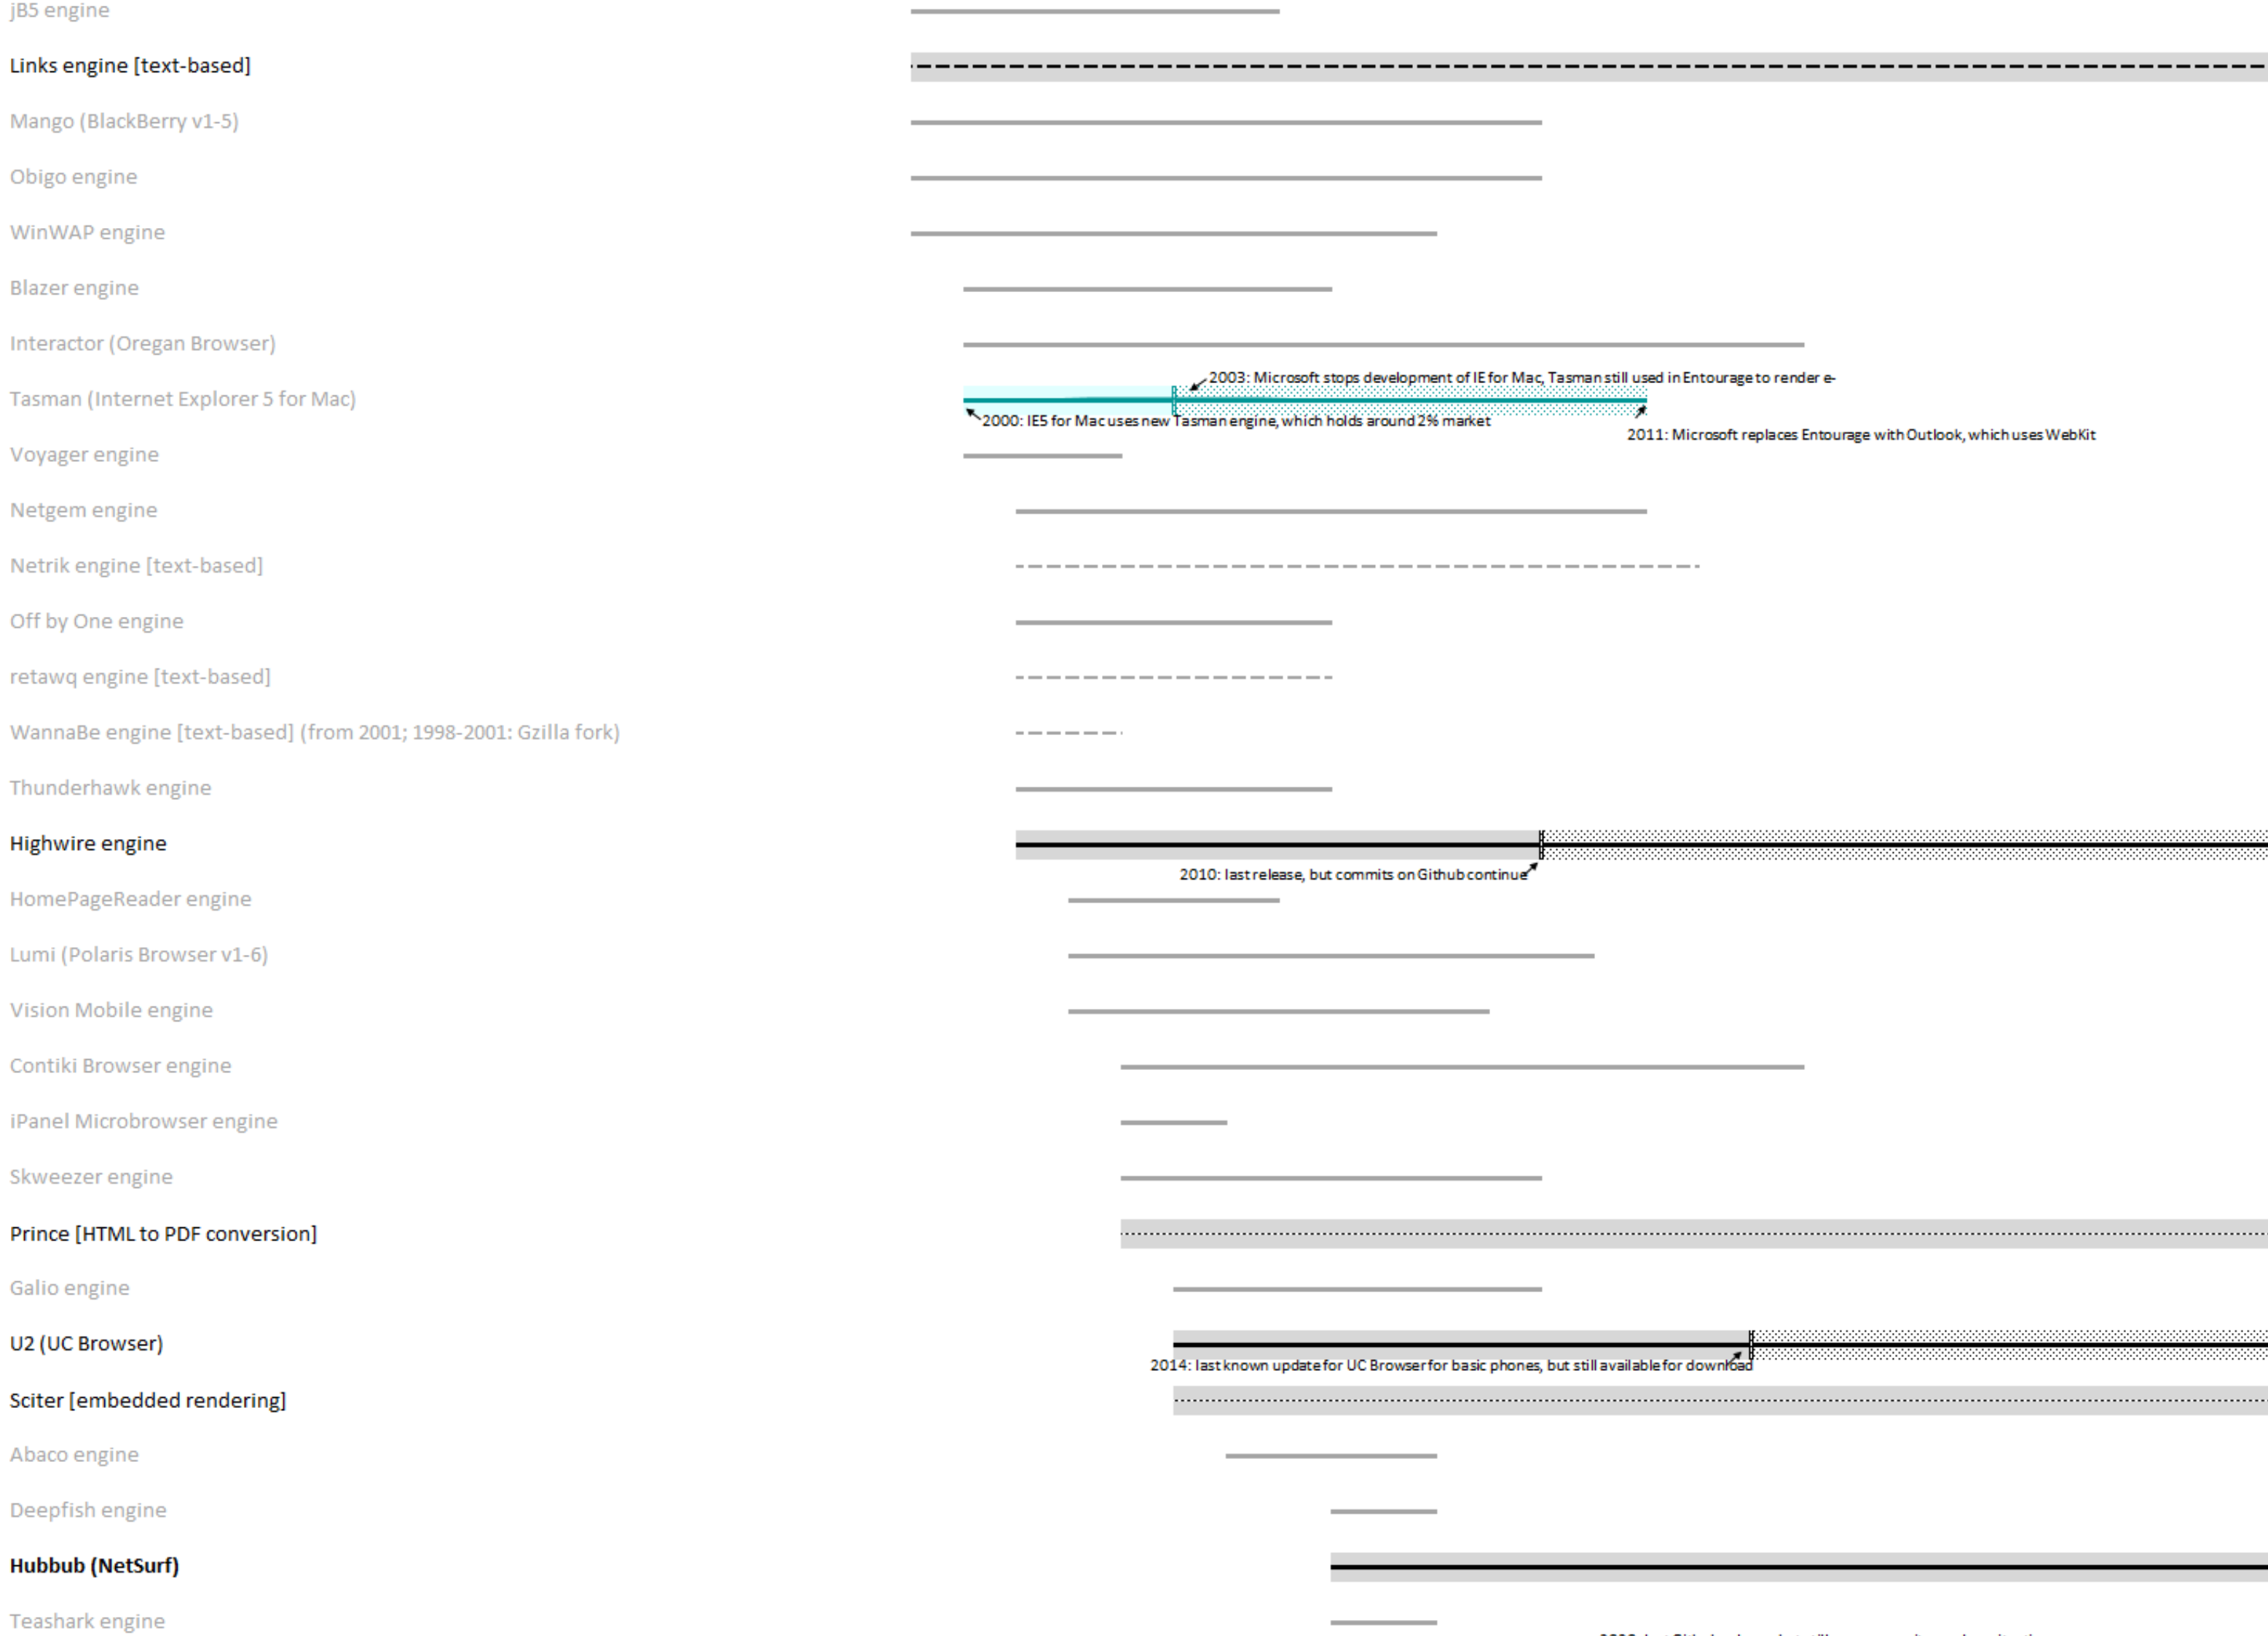 jB5 engine
Links engine [text-based]
Mango (BlackBerry v1-5)
Obigo engine
WinWAP engine
Blazer engine
Interactor (Oregan Browser)
2003: Microsoft stops development of IE for Mac, Tasman still used in Entourage to render e-
Tasman (Internet Explorer 5 for Mac)
2000: IE5 for Mac uses new Tasman engine, which holds around 2% market
2011: Microsoft replaces Entourage with Outlook, which uses WebKit
Voyager engine
Netgem engine
Netrik engine [text-based]
Off by One engine
retawq engine [text-based]
WannaBe engine [text-based] (from 2001; 1998-2001: Gzilla fork)
Thunderhawk engine
Highwire engine
2010: last release, but commits on Github continue
HomePageReader engine
Lumi (Polaris Browser v1-6)
Vision Mobile engine
Contiki Browser engine
iPanel Microbrowser engine
Skweezer engine
Prince [HTML to PDF conversion]
Galio engine
U2 (UC Browser)
2014: last known update for UC Browser for basic phones, but still available for download
Sciter [embedded rendering]
Abaco engine
Deepfish engine
Hubbub (NetSurf)
Teashark engine